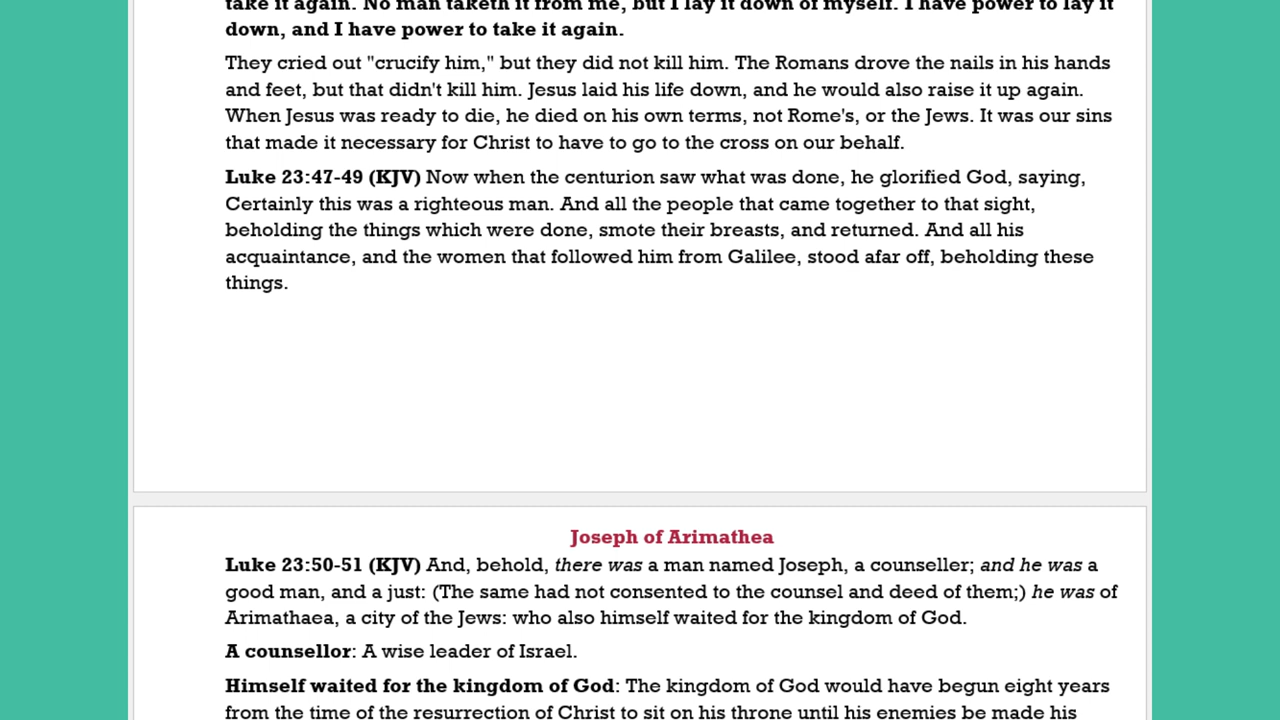 take it again. No man taketh it from me, but I lay it down of myself. I have power to lay it
down, and I have power to take it again.
They cried out "crucify him," but they did not kill him. The Romans drove the nails in his hands
and feet, but that didn't kill him. Jesus laid his life down, and he would also raise it up again.
When Jesus was ready to die, he died on his own terms, not Rome's, or the Jews. It was our sins
that made it necessary for Christ to have to go to the cross on our behalf.
Luke 23:47-49 (KJV) Now when the centurion saw what was done, he glorified God, saying,
Certainly this was a righteous man. And all the people that came together to that sight,
beholding the things which were done, smote their breasts, and returned. And all his
acquaintance, and the women that followed him from Galilee, stood afar off, beholding these
things.
Joseph of Arimathea
Luke 23:50-51 (KJV) And, behold, there was a man named Joseph, a counseller; and he was a
good man, and a just: (The same had not consented to the counsel and deed of them;) he was of
Arimathaea, a city of the Jews: who also himself waited for the kingdom of God.
A counsellor: A wise leader of Israel.
Himself waited for the kingdom of God: The kingdom of God would have begun eight years
from the time of the resurrection of Christ to sit on his throne until his enemies be made his